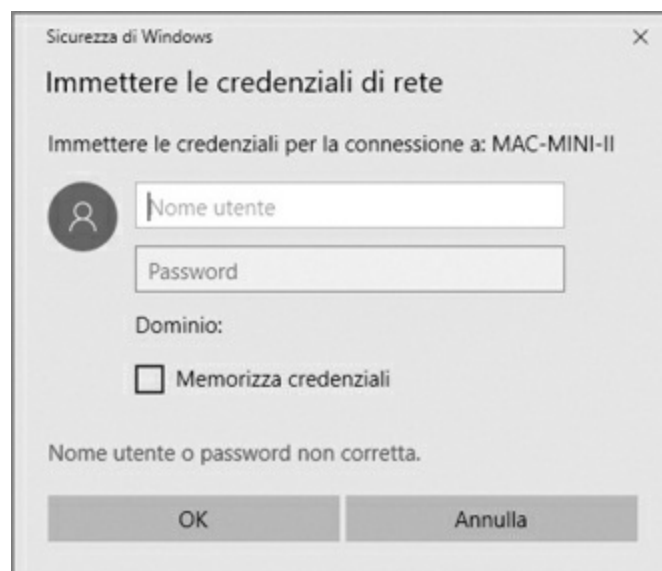 Sicurezza di Windows
Immettere le credenziali di rete
Immettere le credenziali per la connessione a: MAC-MINI-II
Nome utente
Password
Dominio:
Memorizza credenziali
Nome utente o password non corretta.
OK
Annulla